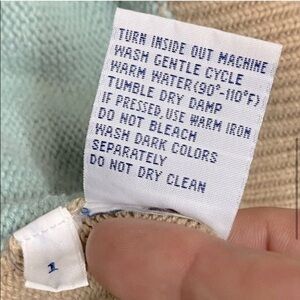 TURN INSIDE OUT MACHINE
WASH GENTLE CYCLE
WARM WATER(90°-110°F)
TUMBLE DRY DAMP
IF PRESSED, USE WARM IRON
DO NOT BLEACH
WASH DARK COLORS
SEPARATELY
DO NOT DRY CLEAN
1